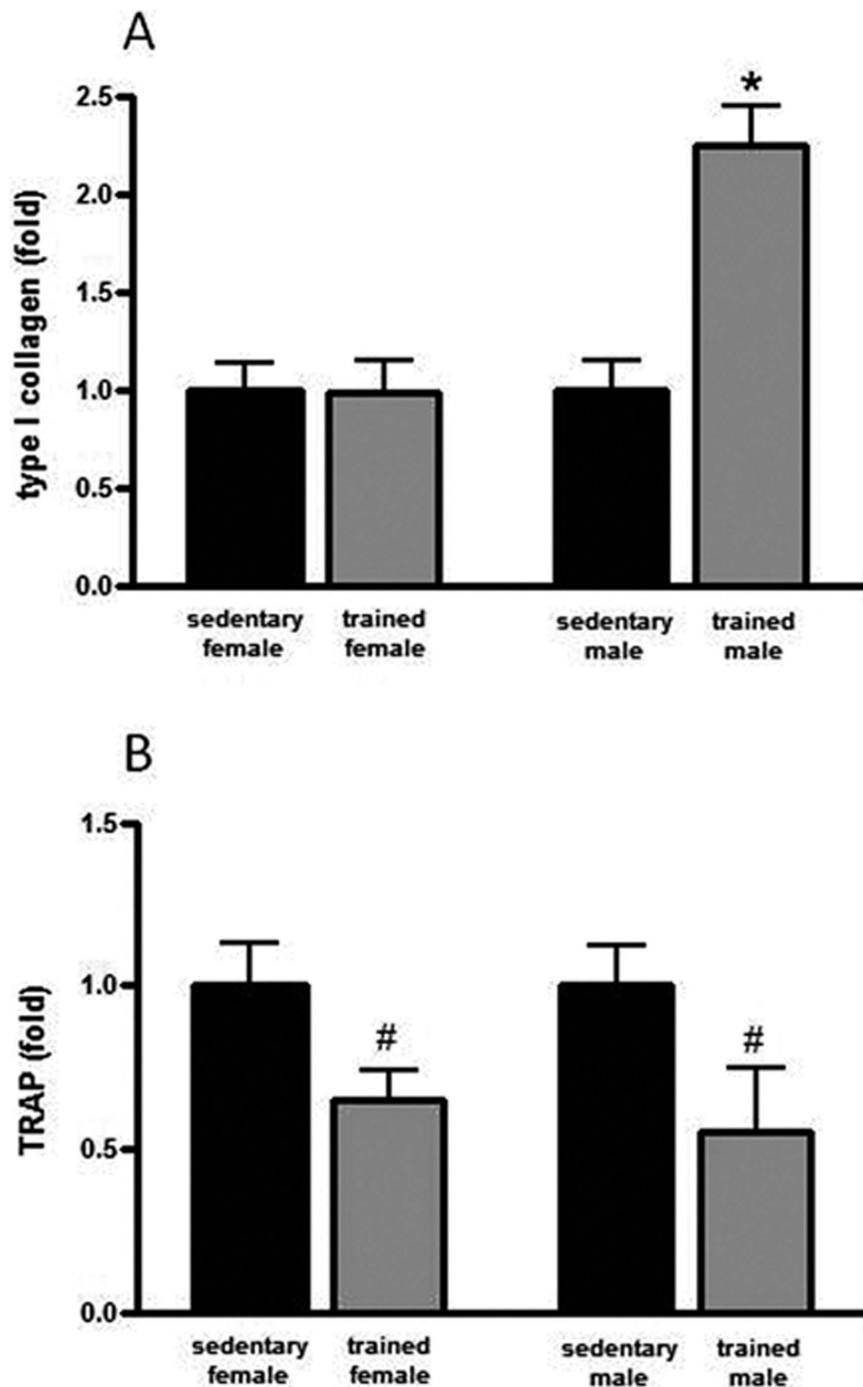 A
type I collagen (fold)
2.5
2.0
1.5
1.0
0.5
0.0
*
sedentary female
trained female
sedentary male
trained male
B
TRAP (fold)
1.5
1.0
0.5
0.0
#
#
sedentary female
trained female
sedentary male
trained male